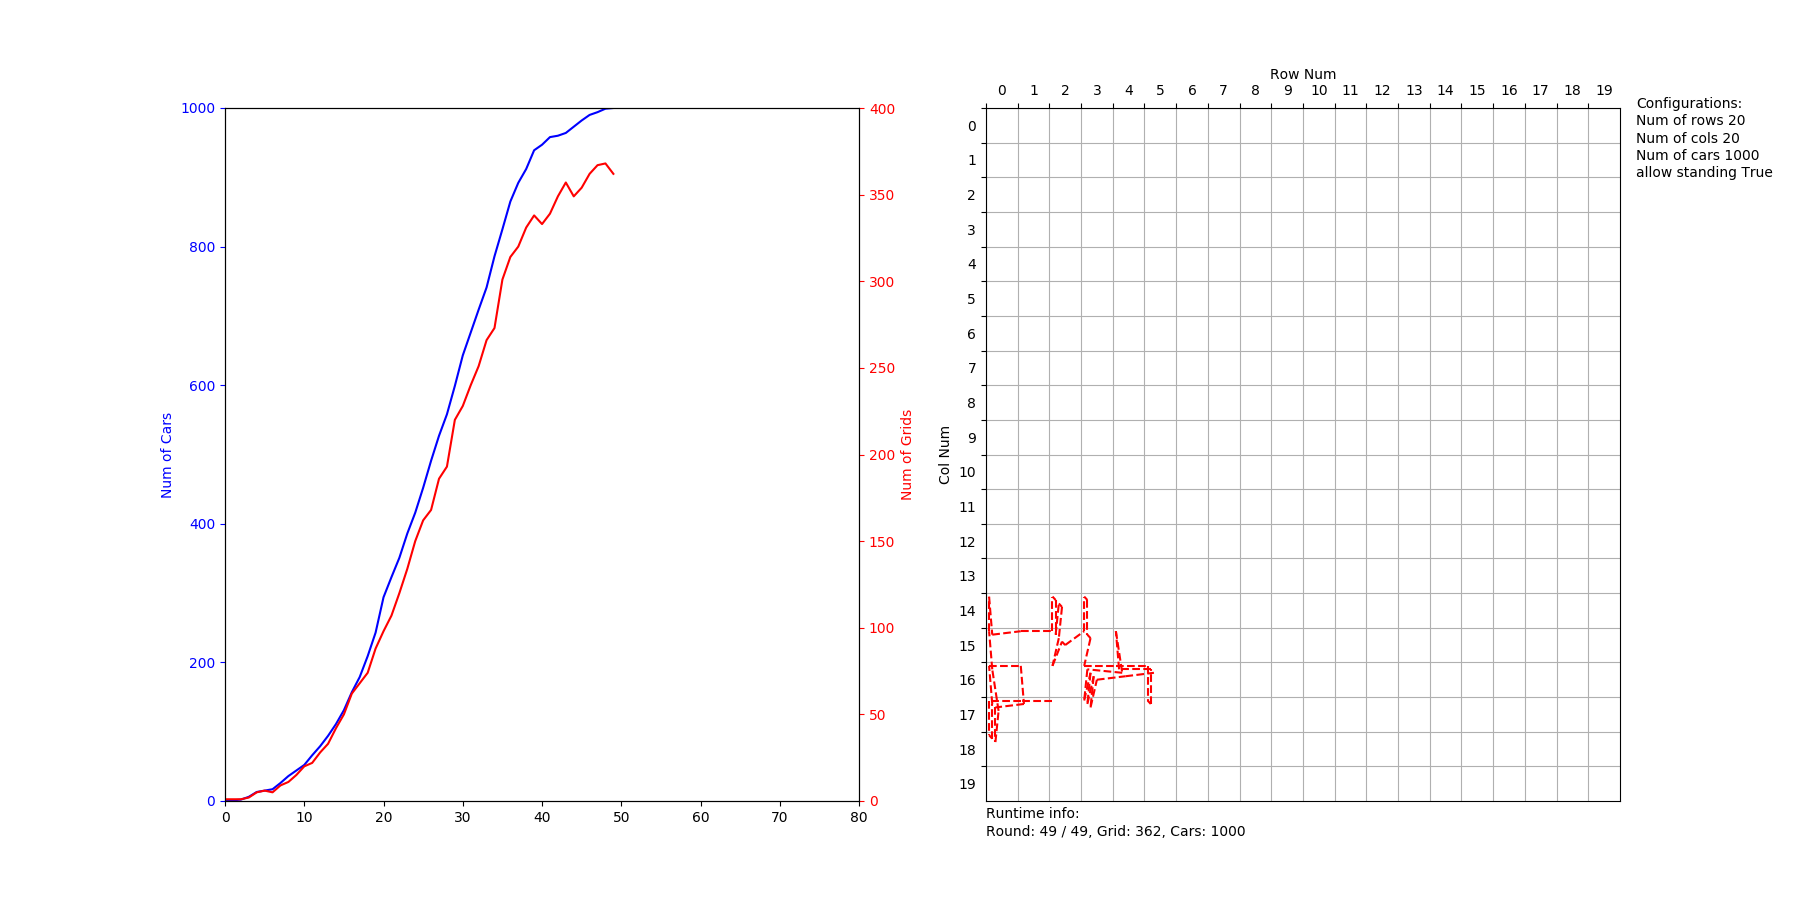 1000
800
600
400
200
0
Num of Cars
0 10 20 30 40 50 60 70 80
400
350
300
250
200
150
100
50
0
Num of Grids
Row Num
0 1 2 3 4 5 6 7 8 9 10 11 12 13 14 15 16 17 18 19
Col Num
0
1
2
3
4
5
6
7
8
9
10
11
12
13
14
15
16
17
18
19
Configurations:
Num of rows 20
Num of cols 20
Num of cars 1000
allow standing True
Runtime info:
Round: 49 / 49, Grid: 362, Cars: 1000